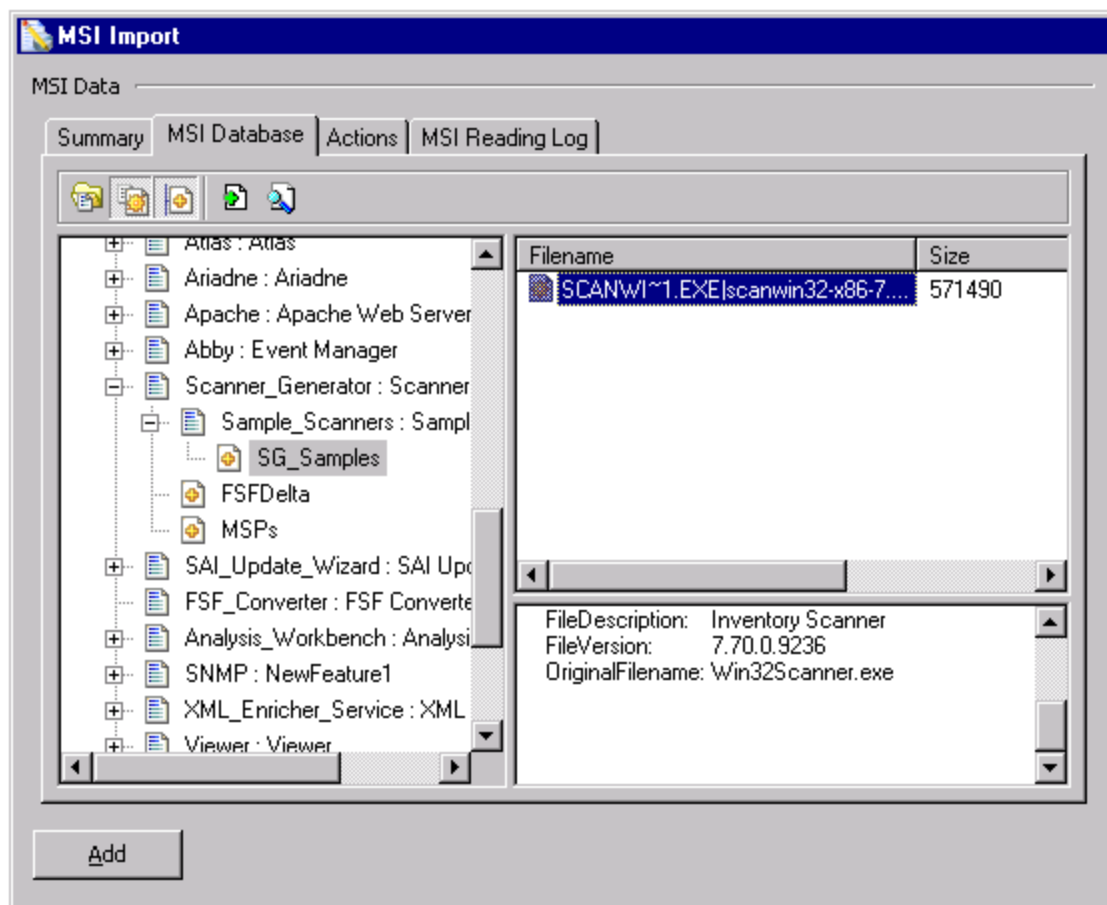 MSI Import
MSI Data
Summary
MSI Database
Actions
MSI Reading Log
Atlas : Atlas
Ariadne : Ariadne
Apache : Apache Web Server
Abby : Event Manager
Scanner_Generator : Scanner
Sample_Scanners : Sampl
SG_Samples
FSFDelta
MSPs
SAI_Update_Wizard : SAI Upd
FSF_Converter : FSF Converte
Analysis_Workbench : Analysi
SNMP : NewFeature1
XML_Enricher_Service : XML
Viewer : Viewer
Filename Size
SCANWI~1.EXE|scanwin32-x86-7.... 571490
FileDescription: Inventory Scanner
FileVersion: 7.70.0.9236
OriginalFilename: Win32Scanner.exe
Add